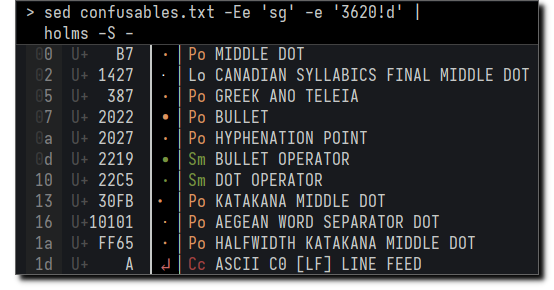 > sed confusables.txt -Ee 'sg' -e '3620!d' |
holms -S -
00 U+ B7 · | Po MIDDLE DOT
02 U+ 1427 ᐧ | Lo CANADIAN SYLLABICS FINAL MIDDLE DOT
05 U+ 387 · | Po GREEK ANO TELEIA
07 U+ 2022 • | Po BULLET
0a U+ 2027 ‧ | Po HYPHENATION POINT
0d U+ 2219 ∙ | Sm BULLET OPERATOR
10 U+ 22C5 ⋅ | Sm DOT OPERATOR
13 U+ 30FB ・ | Po KATAKANA MIDDLE DOT
16 U+10101 𐄁 | Po AEGEAN WORD SEPARATOR DOT
1a U+ FF65 ・ | Po HALFWIDTH KATAKANA MIDDLE DOT
1d U+ A ↵ | Cc ASCII C0 [LF] LINE FEED